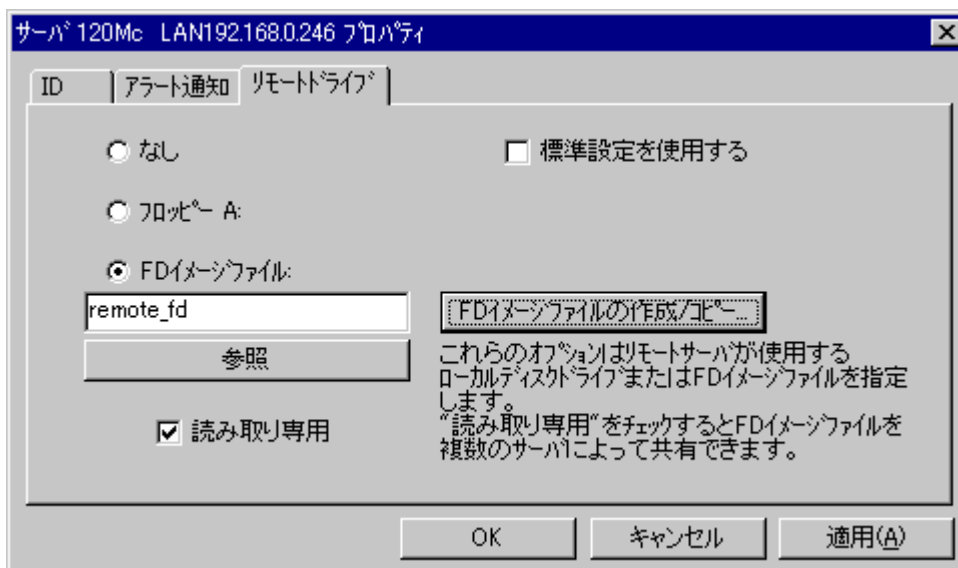 サーバ 120Mc LAN192.168.0.246 プロパティ
ID アラート通知 リモートドライブ
なし
標準設定を使用する
フロッピー A:
FDイメージファイル:
remote_fd
FDイメージファイルの作成/コピー...
参照
これらのオプションはリモートサーバが使用する
ローカルディスクドライブまたはFDイメージファイルを指定
します。
“読み取り専用“をチェックするとFDイメージファイルを
複数のサーバによって共有できます。
読み取り専用
OK キャンセル 適用(A)